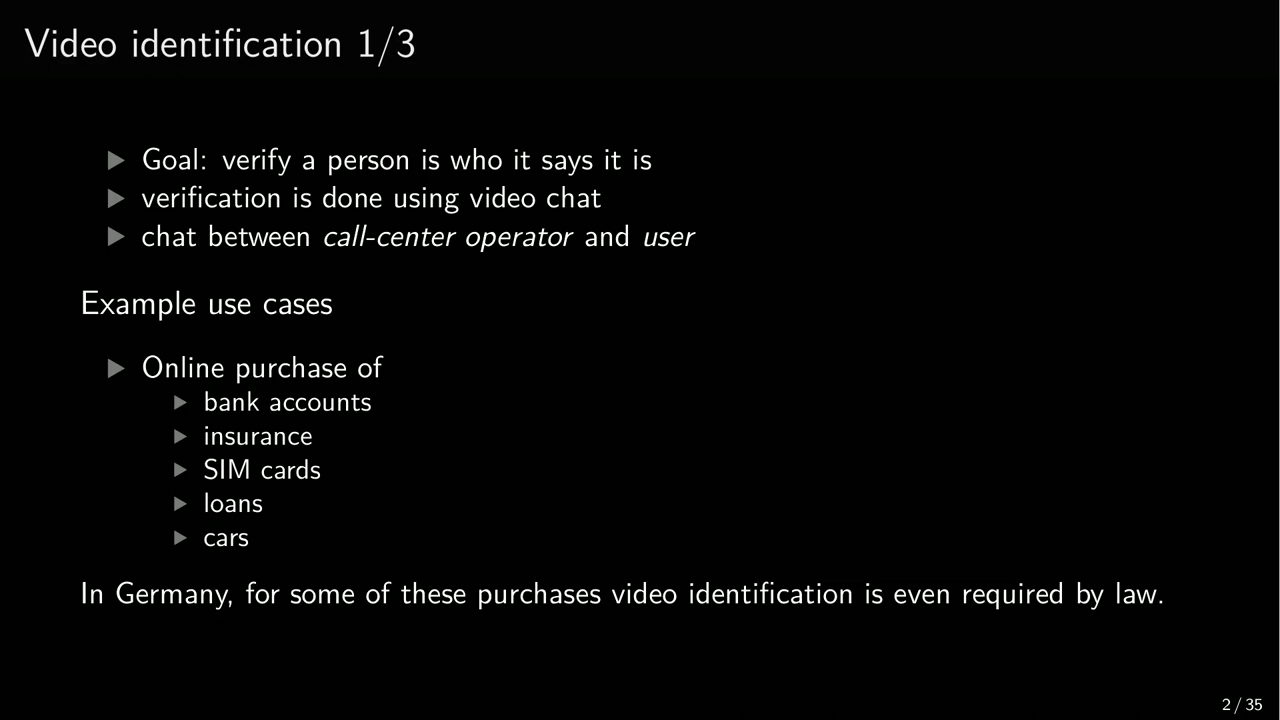 Video identification 1/3
▶ Goal: verify a person is who it says it is
▶ verification is done using video chat
▶ chat between call-center operator and user
Example use cases
▶ Online purchase of
▶ bank accounts
▶ insurance
▶ SIM cards
▶ loans
▶ cars
In Germany, for some of these purchases video identification is even required by law.
2 / 35